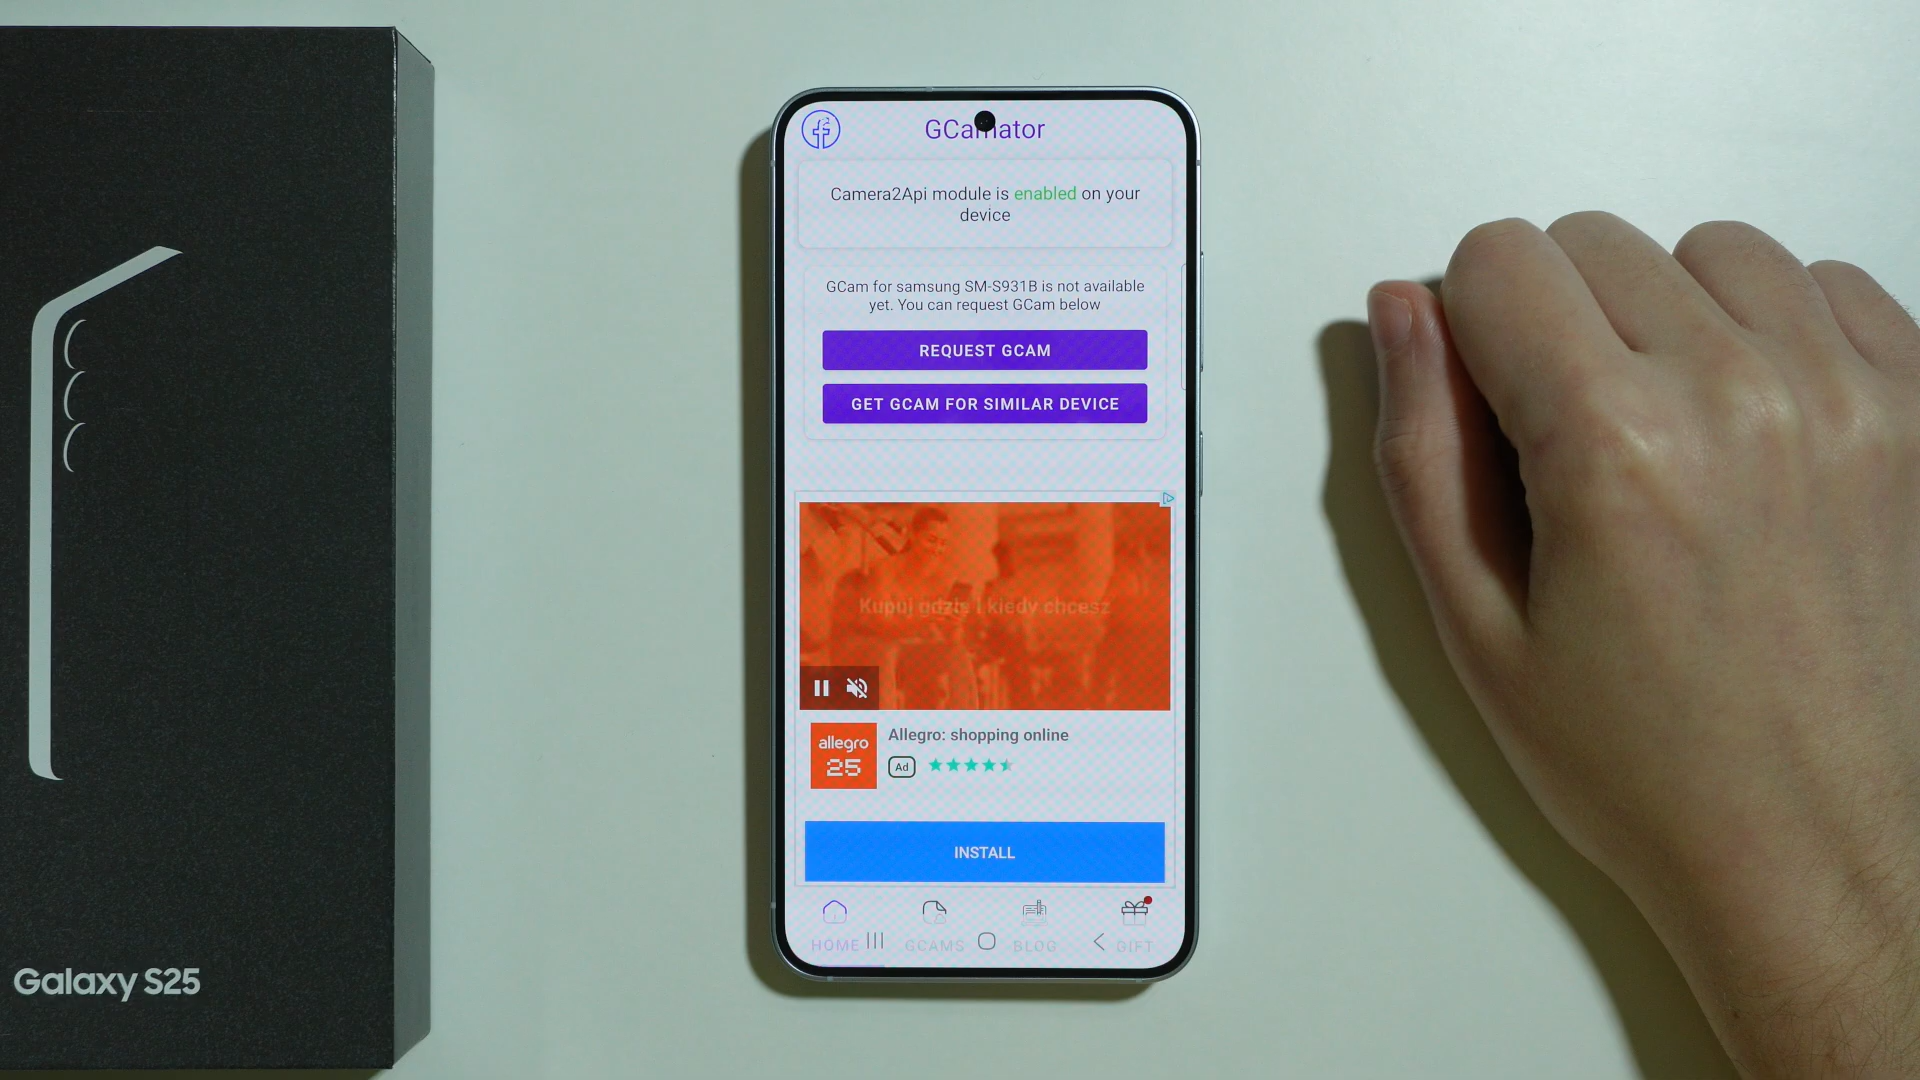 GCamator
Camera2Api module is enabled on your
device
GCam for samsung SM-S931B is not available
yet. You can request GCam below
REQUEST GCAM
GET GCAM FOR SIMILAR DEVICE
Kupuj gdzie i kiedy chcesz
allegro
25
Allegro: shopping online
Ad
INSTALL
HOME GCAMS BLOG GIFT
Galaxy S25